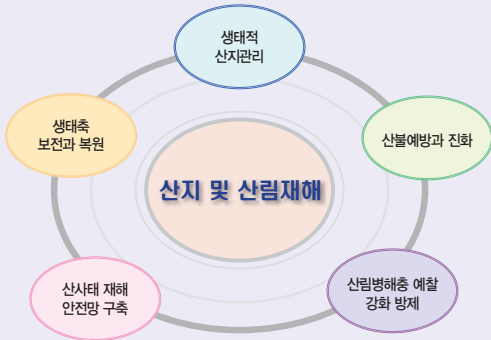 생태적
산지관리
생태축
보전과 복원
산불예방과 진화
산지 및 산림재해
산사태 재해
안전망 구축
산림병해충 예찰
강화 방제